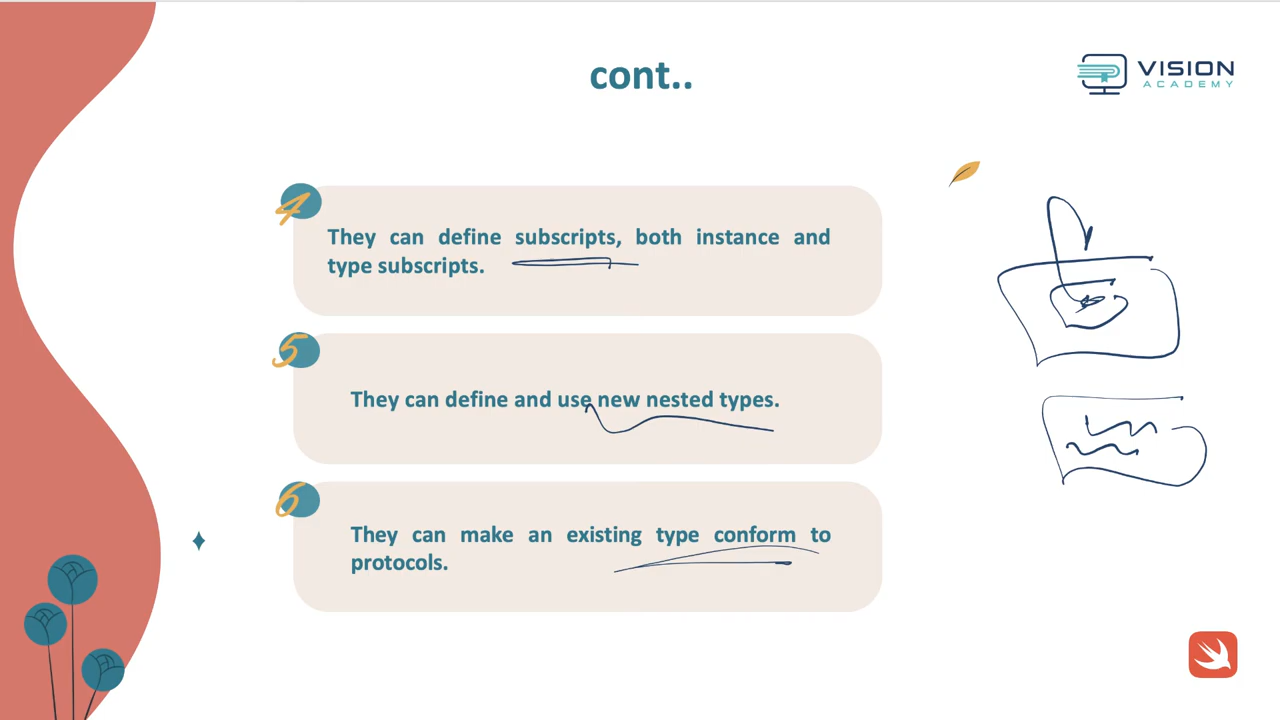 cont..
VISION
ACADEMY
4
They can define subscripts, both instance and
type subscripts.
5
They can define and use new nested types.
6
They can make an existing type conform to
protocols.